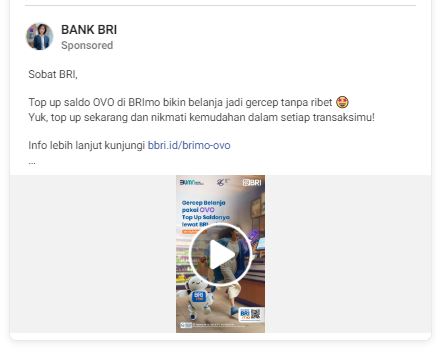 BANK BRI
Sponsored
Sobat BRI,
Top up saldo OVO di BRImo bikin belanja jadi gercep tanpa ribet 🤩
Yuk, top up sekarang dan nikmati kemudahan dalam setiap transaksimu!
Info lebih lanjut kunjungi bbri.id/brimo-ovo
...
BUMN
BRI
Gercep Belanja
pakai OVO
Top Up Saldonya
lewat BRI
BRI